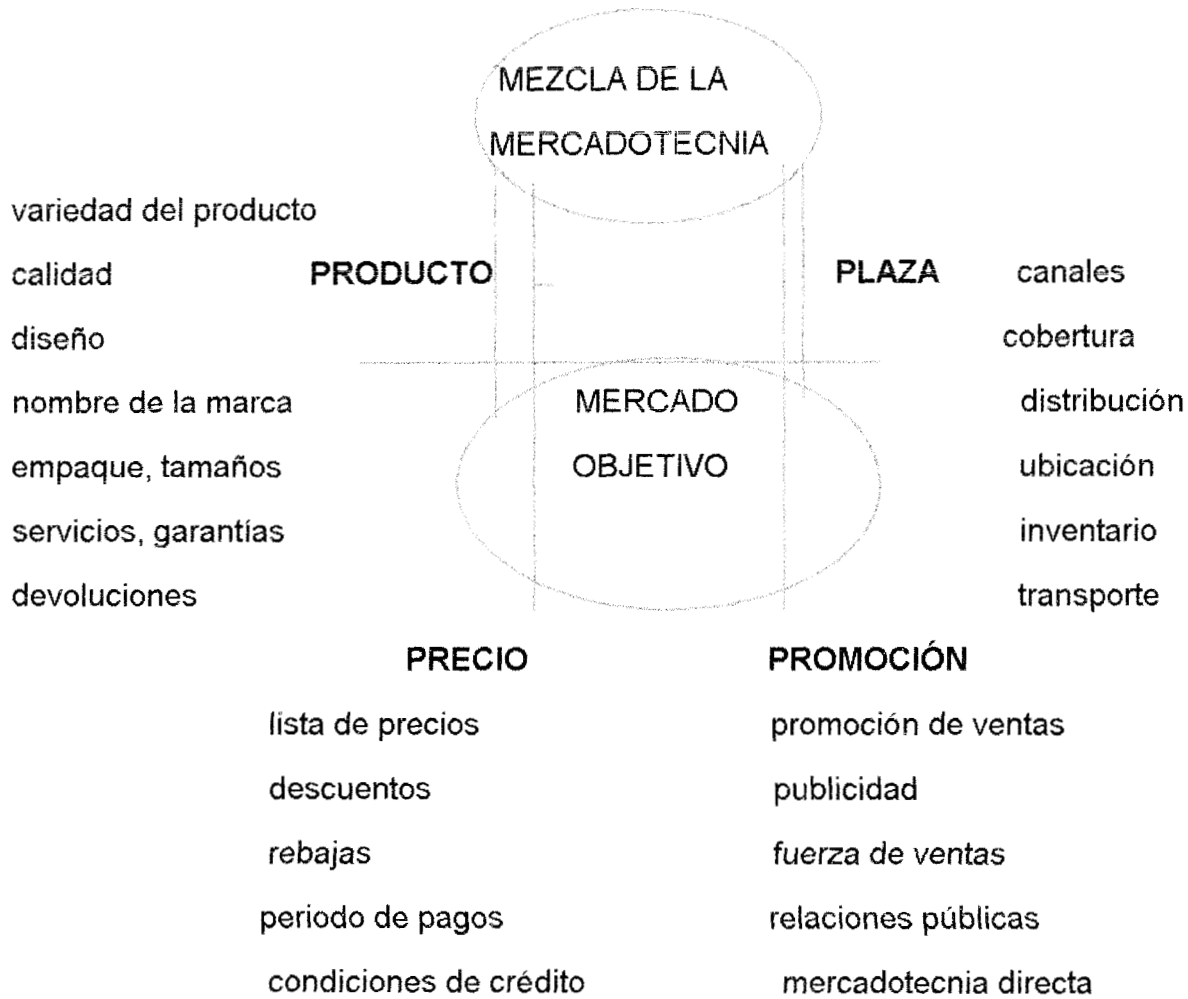 MEZCLA DE LA
MERCADOTECNIA
variedad del producto
calidad
PRODUCTO
PLAZA
canales
diseño
cobertura
nombre de la marca
MERCADO
distribución
empaque, tamaños
OBJETIVO
ubicación
servicios, garantías
inventario
devoluciones
transporte
PRECIO
PROMOCIÓN
lista de precios
promoción de ventas
descuentos
publicidad
rebajas
fuerza de ventas
periodo de pagos
relaciones públicas
condiciones de crédito
mercadotecnia directa